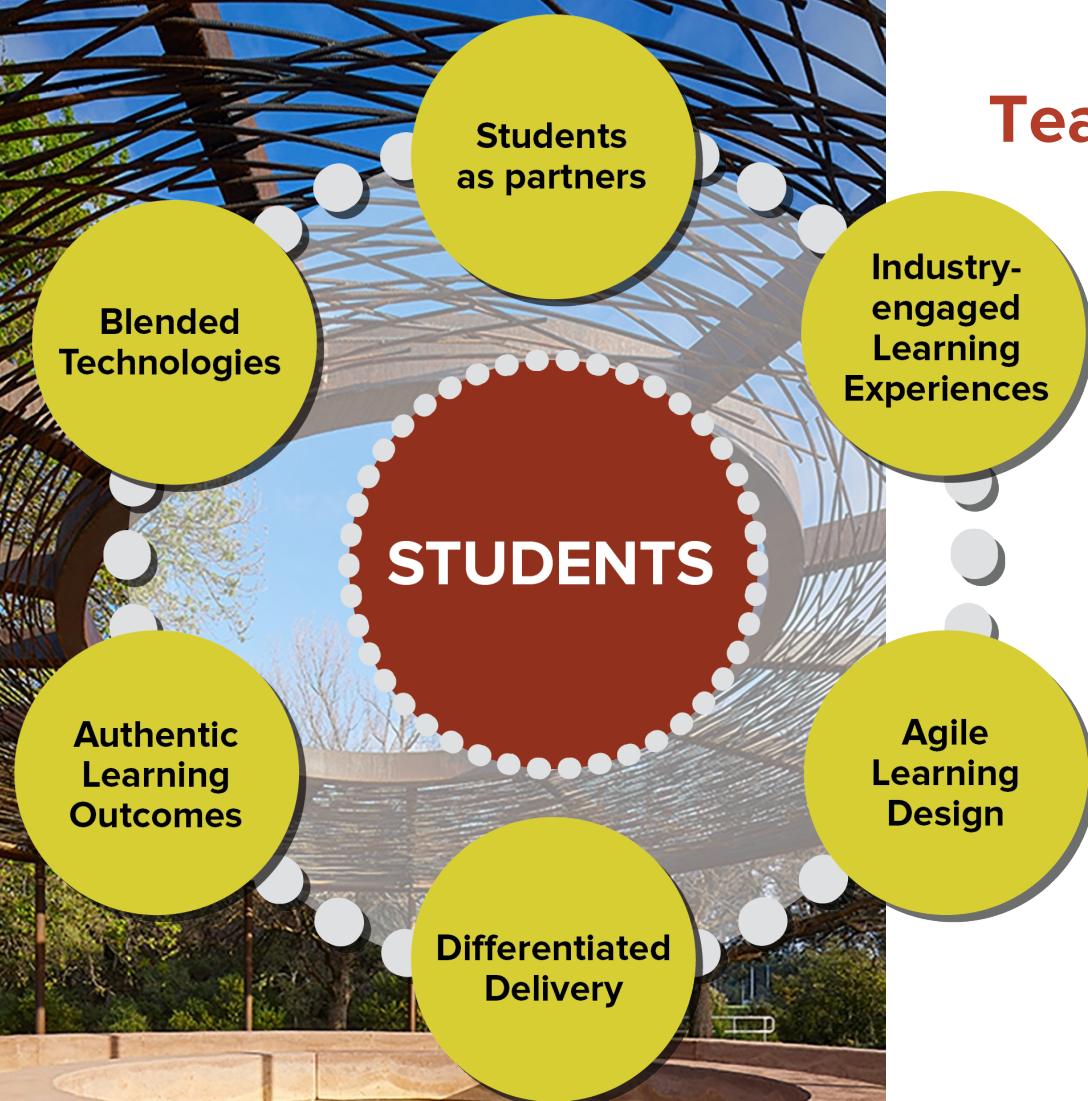 Students
as partners
Tea
Industry-
engaged
Learning
Experiences
Blended
Technologies
STUDENTS
Agile
Learning
Design
Authentic
Learning
Outcomes
Differentiated
Delivery